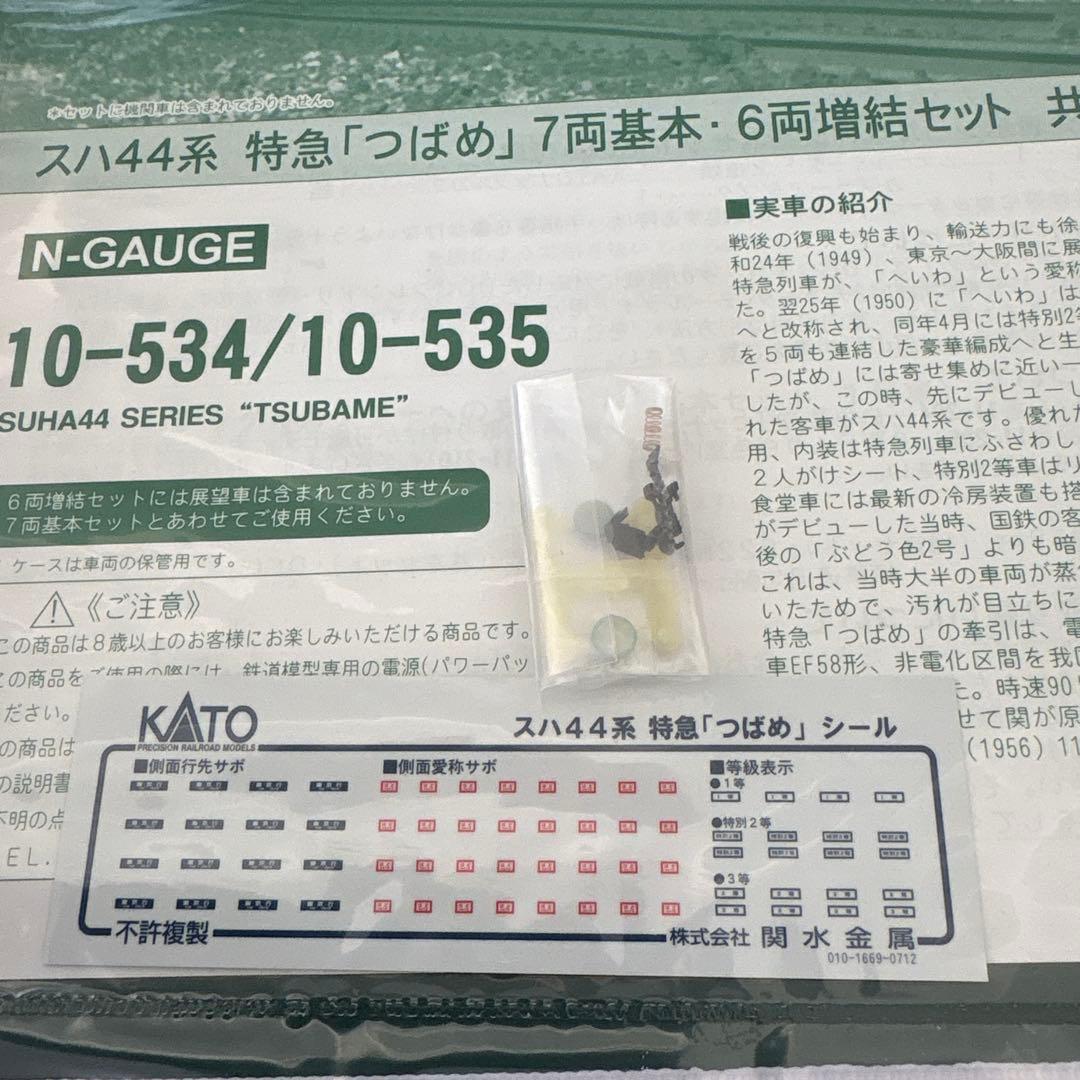 *セットに機関車は含まれておりません。
スハ44系 特急「つばめ」7両基本・6両増結セット 共
N-GAUGE
10-534/10-535
SUHA44 SERIES “TSUBAME”
6両増結セットには展望車は含まれておりません。
7両基本セットとあわせてご使用ください。
ケースは車両の保管用です。
⚠《ご注意》
この商品は8歳以上のお客様にお楽しみいただける商品です。
この商品をご使用の際には、鉄道模型専用の電源(パワーパッ
ださい。
の商品は
の説明書
不明の点
EL.
■実車の紹介
戦後の復興も始まり、輸送力にも徐
和24年（1949）、東京〜大阪間に展
特急列車が、「へいわ」という愛称
た。翌25年（1950）に「へいわ」は
へと改称され、同年4月には特別2等
を5両も連結した豪華編成へと生
「つばめ」には寄せ集めに近い一
したが、この時、先にデビューし
れた客車がスハ44系です。優れた
用、内装は特急列車にふさわし
2人がけシート、特別2等車はリ
食堂車には最新の冷房装置も搭
がデビューした当時、国鉄の客
後の「ぶどう色2号」よりも暗
これは、当時大半の車両が蒸
いたためで、汚れが目立ちに
特急「つばめ」の牽引は、電
車EF58形、非電化区間を我国
た。時速90
せて関が原
(1956) 11
KATO
PRECISION RAILROAD MODELS
スハ44系 特急「つばめ」シール
■側面行先サボ
■側面愛称サボ
■等級表示
●1等
●特別2等
●3等
不許複製
株式会社 関水金属
010-1669-0712